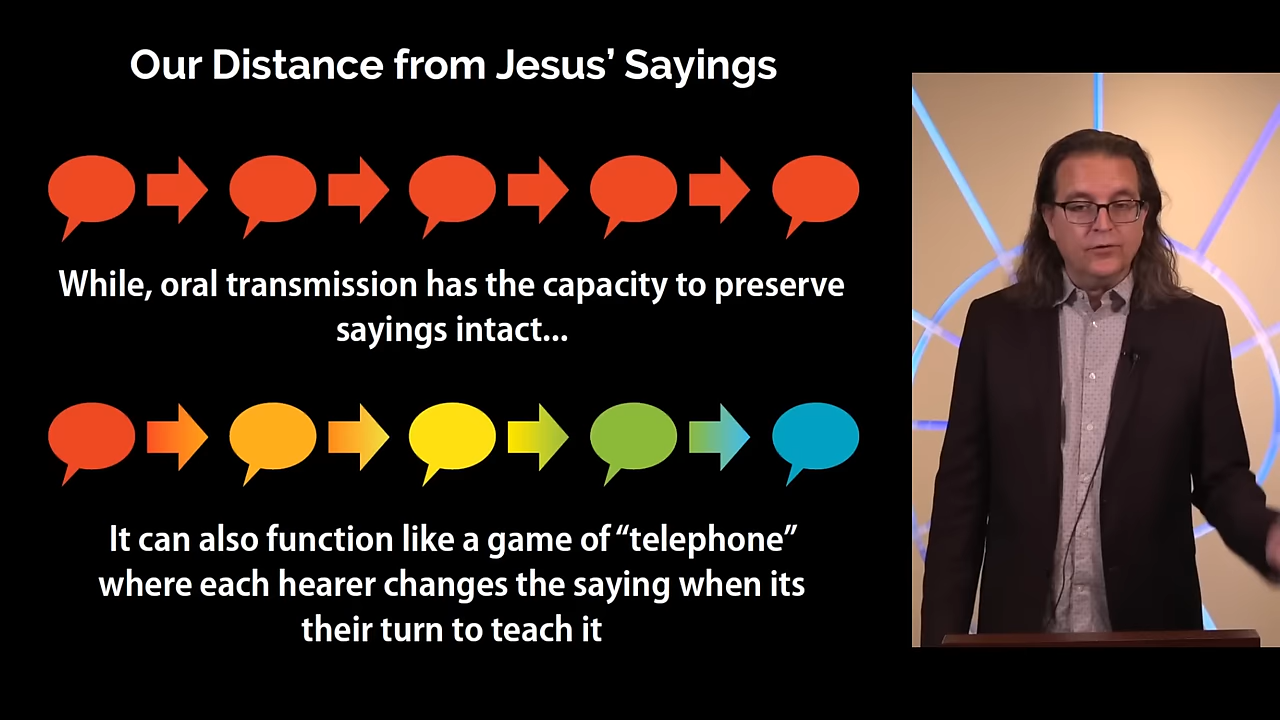 Our Distance from Jesus’ Sayings
While, oral transmission has the capacity to preserve
sayings intact...
It can also function like a game of “telephone”
where each hearer changes the saying when its
their turn to teach it